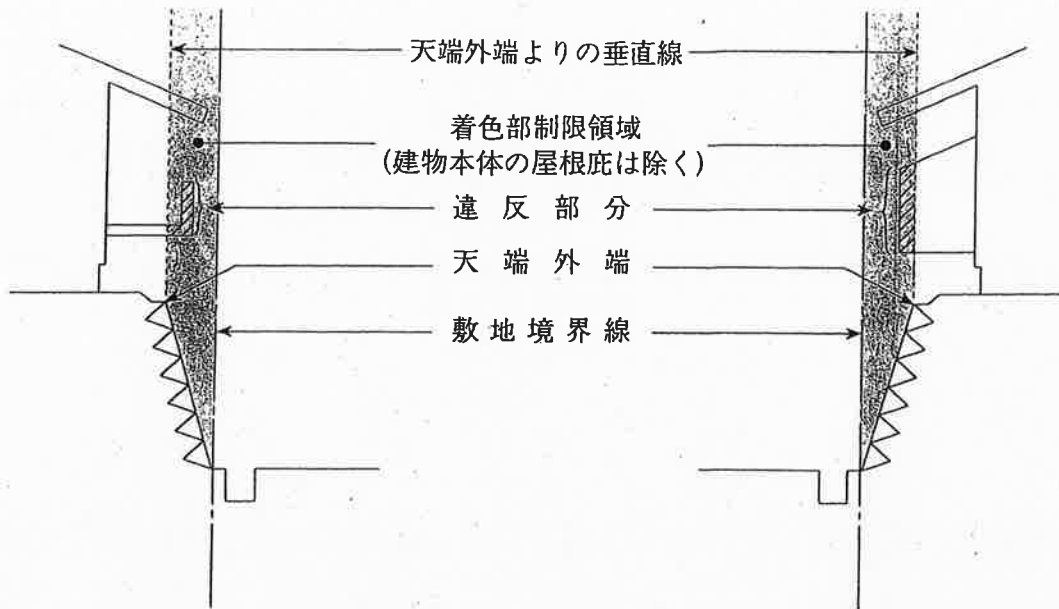 天端外端よりの垂直線
着色部制限領域
(建物本体の屋根庇は除く)
違反部分
天端外端
敷地境界線